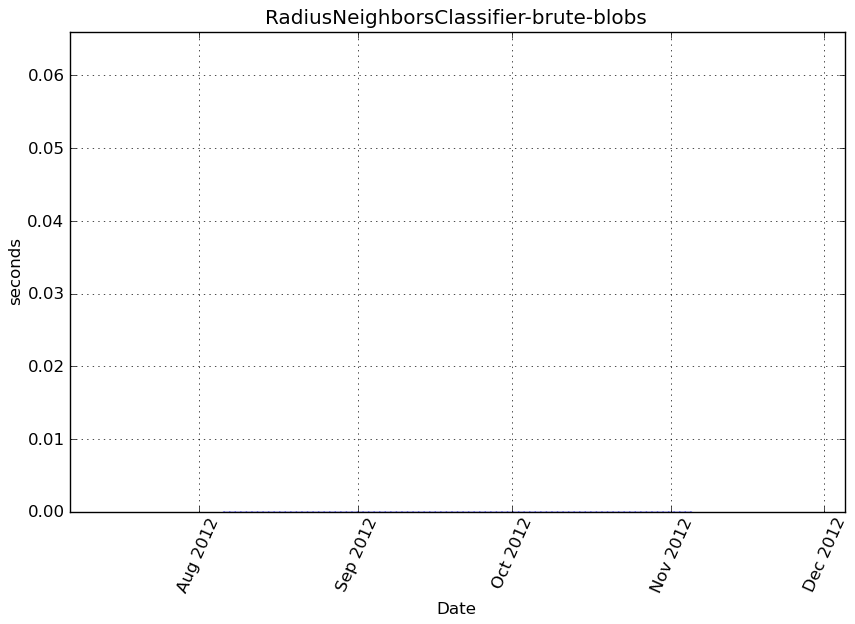 RadiusNeighborsClassifier-brute-blobs
0.06
0.05
0.04
0.03
0.02
0.01
0.00
seconds
Aug 2012
Sep 2012
Oct 2012
Nov 2012
Dec 2012
Date